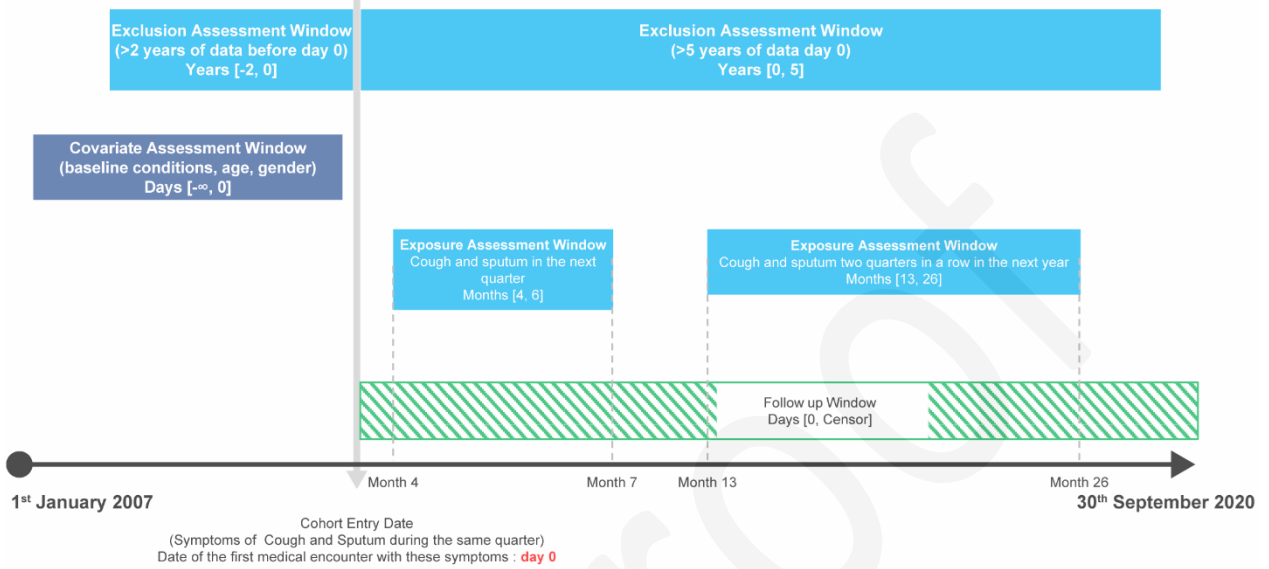 Exclusion Assessment Window
(>2 years of data before day 0)
Years [-2, 0]
Exclusion Assessment Window
(>5 years of data day 0)
Years [0, 5]
Covariate Assessment Window
(baseline conditions, age, gender)
Days [-∞, 0]
Exposure Assessment Window
Cough and sputum in the next
quarter
Months [4, 6]
Exposure Assessment Window
Cough and sputum two quarters in a row in the next year
Months [13, 26]
Follow up Window
Days [0, Censor]
Month 4
Month 7
Month 13
Month 26
1st January 2007
30th September 2020
Cohort Entry Date
(Symptoms of Cough and Sputum during the same quarter)
Date of the first medical encounter with these symptoms : day 0
roof